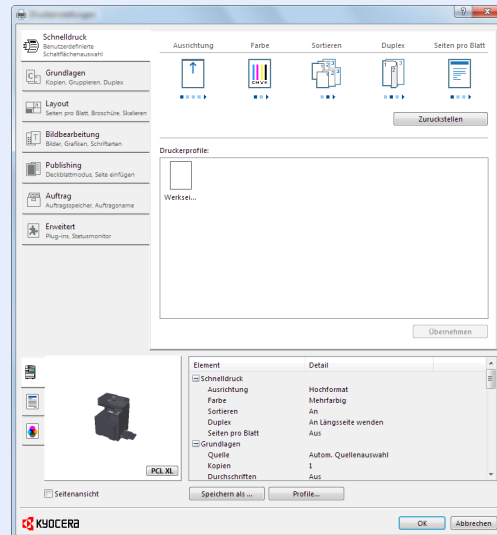 Schnelldruck
Benutzerdefinierte
Schaltflächenauswahl
Grundlagen
Kopien, Gruppieren, Duplex
Layout
Seiten pro Blatt, Broschüre, Skalieren
Bildbearbeitung
Bilder, Grafiken, Schriftarten
Publishing
Deckblattmodus, Seite einfügen
Auftrag
Auftragsspeicher, Auftragsname
Erweitert
Plug-ins, Statusmonitor
Ausrichtung Farbe Sortieren Duplex Seiten pro Blatt
CMYK
Zurückstellen
Druckerprofile:
Werksei...
Übernehmen
Element Detail
Schnelldruck
Ausrichtung Hochformat
Farbe Mehrfarbig
Sortieren An
Duplex An Längsseite wenden
Seiten pro Blatt Aus
Grundlagen
Quelle Autom. Quellenauswahl
Kopien 1
Durchschriften Aus
PCL XL
Seitenansicht
Speichern als ... Profile...
KYOCERA
OK Abbrechen